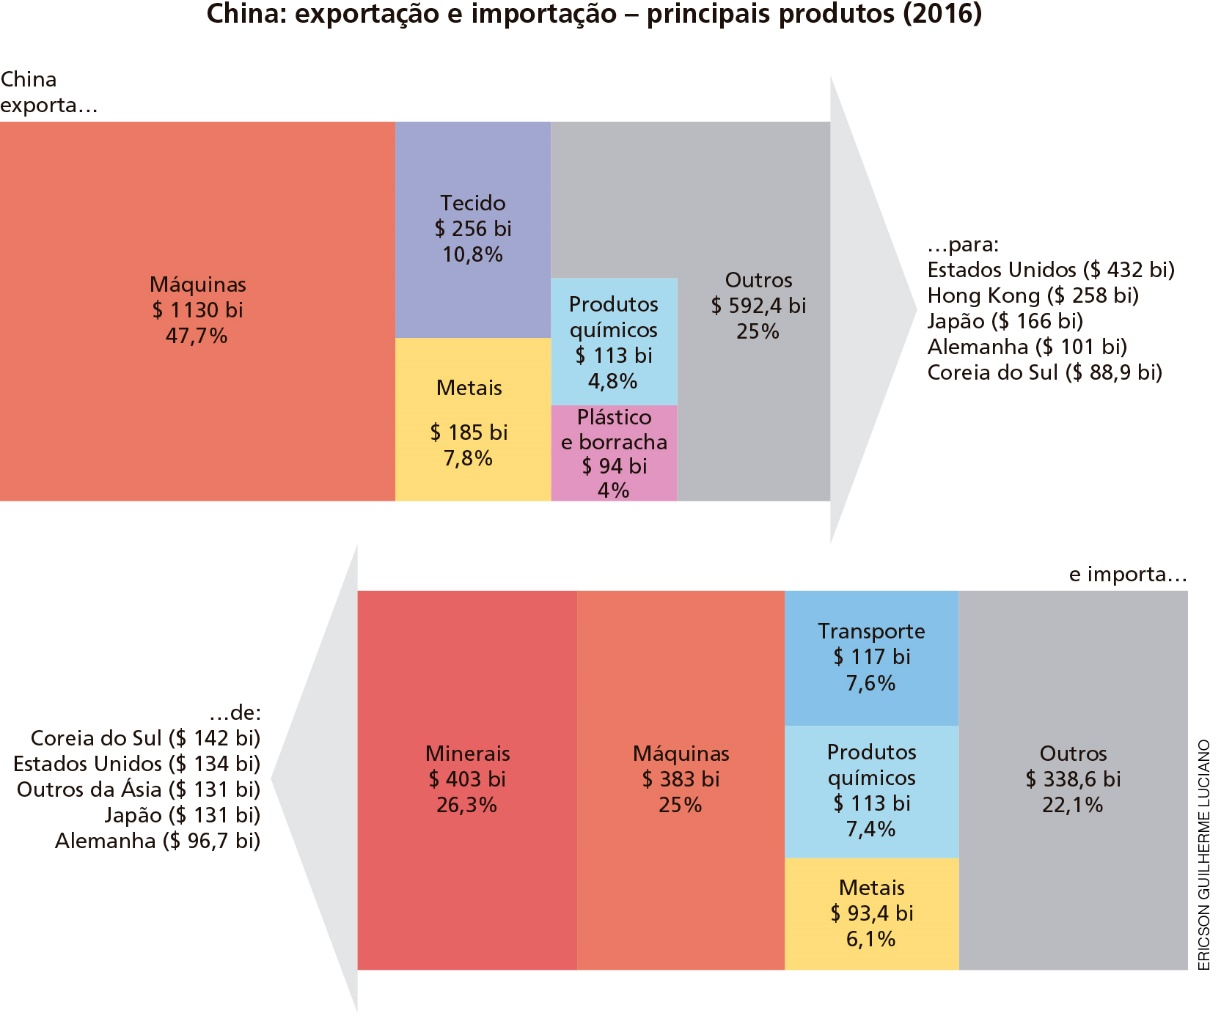 China: exportação e importação – principais produtos (2016)
China
exporta...
Máquinas
$ 1130 bi
47,7%
Tecido
$ 256 bi
10,8%
Metais
$ 185 bi
7,8%
Produtos
químicos
$ 113 bi
4,8%
Plástico
e borracha
$ 94 bi
4%
Outros
$ 592,4 bi
25%
...para:
Estados Unidos ($ 432 bi)
Hong Kong ($ 258 bi)
Japão ($ 166 bi)
Alemanha ($ 101 bi)
Coreia do Sul ($ 88,9 bi)
e importa...
...de:
Coreia do Sul ($ 142 bi)
Estados Unidos ($ 134 bi)
Outros da Ásia ($ 131 bi)
Japão ($ 131 bi)
Alemanha ($ 96,7 bi)
Minerais
$ 403 bi
26,3%
Máquinas
$ 383 bi
25%
Transporte
$ 117 bi
7,6%
Produtos
químicos
$ 113 bi
7,4%
Metais
$ 93,4 bi
6,1%
Outros
$ 338,6 bi
22,1%
ERICSON GUILHERME LUCIANO